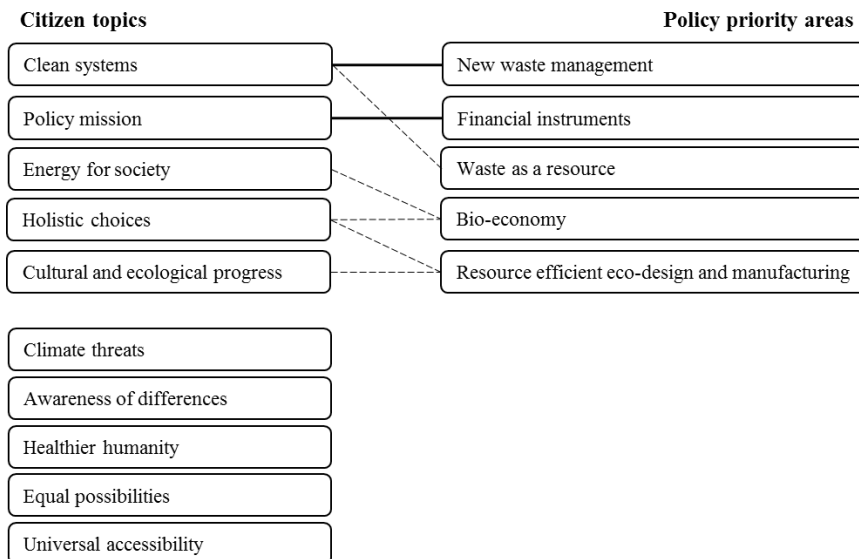 Citizen topics
Policy priority areas
Clean systems
New waste management
Policy mission
Financial instruments
Energy for society
Waste as a resource
Holistic choices
Bio-economy
Cultural and ecological progress
Resource efficient eco-design and manufacturing
Climate threats
Awareness of differences
Healthier humanity
Equal possibilities
Universal accessibility